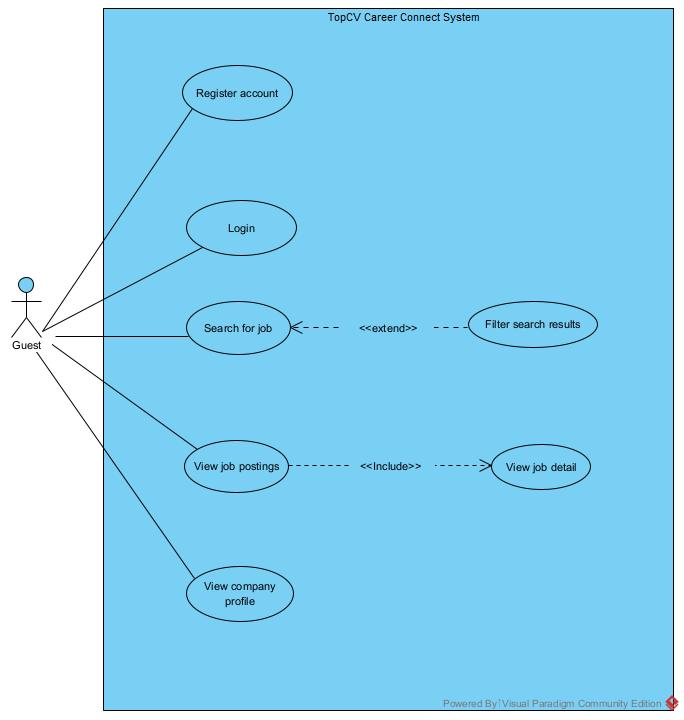 TopCV Career Connect System
Register account
Login
Guest
Search for job
<<extend>>
Filter search results
View job postings
<<Include>>
View job detail
View company
profile
Powered By Visual Paradigm Community Edition